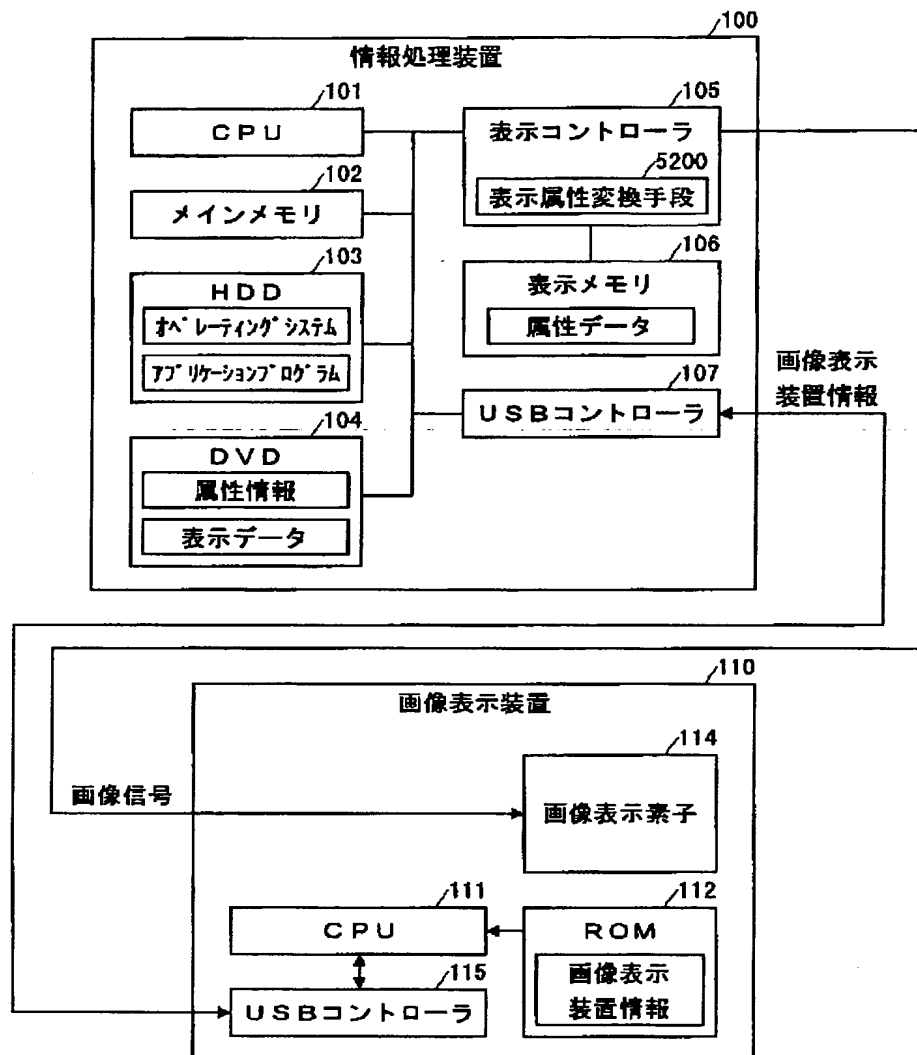 100
情報処理装置
101
CPU
102
メインメモリ
103
HDD
オペレーティングシステム
アプリケーションプログラム
104
DVD
属性情報
表示データ
105
表示コントローラ
5200
表示属性変換手段
106
表示メモリ
属性データ
107
USBコントローラ
画像表示
装置情報
110
画像表示装置
114
画像表示素子
画像信号
111
CPU
112
ROM
画像表示
装置情報
115
USBコントローラ